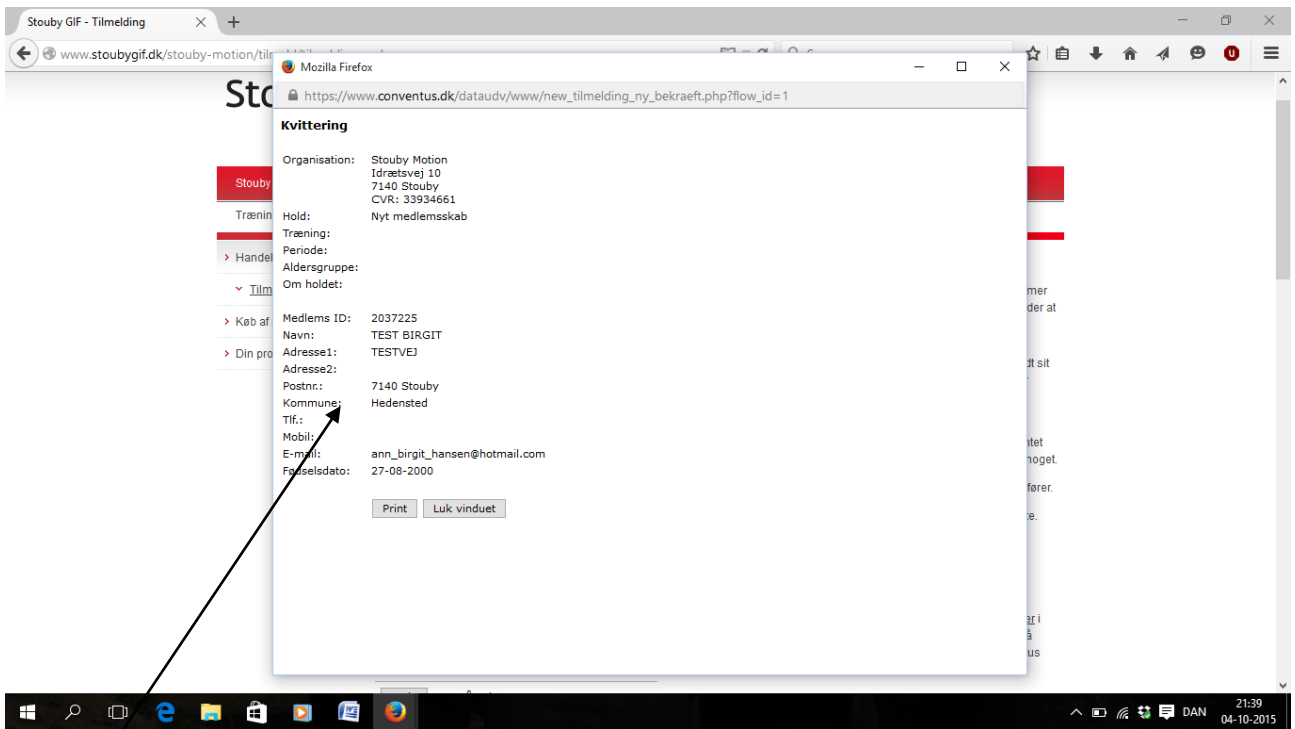 Stouby GIF - Tilmelding
www.stoubygif.dk/stouby-motion/
Mozilla Firefox
https://www.conventus.dk/dataudv/www/new_tilmelding_ny_bekraeft.php?flow_id=1
Kvittering
Organisation: Stouby Motion
Idrætsvej 10
7140 Stouby
CVR: 33934661
Hold: Nyt medlemsskab
Træning:
Periode:
Aldersgruppe:
Om holdet:
Medlems ID: 2037225
Navn: TEST BIRGIT
Adresse1: TESTVEJ
Adresse2:
Postnr.: 7140 Stouby
Kommune: Hedensted
Tlf.:
Mobil:
E-mail: ann_birgit_hansen@hotmail.com
Fødselsdato: 27-08-2000
Print Luk vinduet
Sto
Stouby
Trænin
Handel
Tilm
Køb af
Din pro
mer
der at
dt sit
ntet
noget.
fører.
te.
er i
å
us
DAN
21:39
04-10-2015